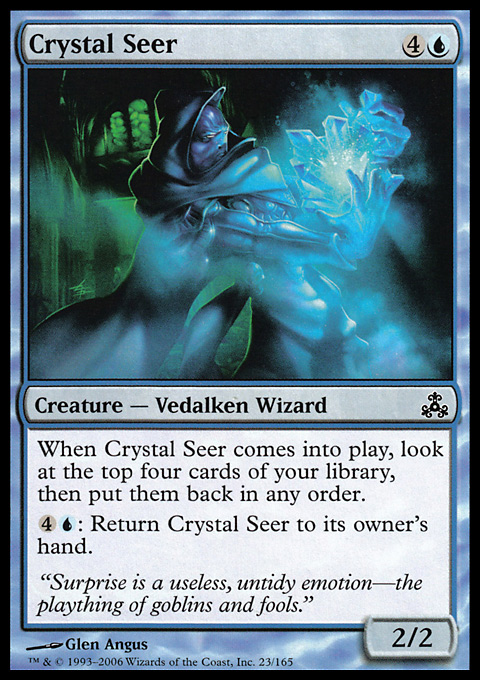 Crystal Seer 4
Creature — Vedalken Wizard
When Crystal Seer comes into play, look
at the top four cards of your library,
then put them back in any order.
4 : Return Crystal Seer to its owner's
hand.
"Surprise is a useless, untidy emotion—the
plaything of goblins and fools."
2/2
Glen Angus
™ & © 1993–2006 Wizards of the Coast, Inc. 23/165